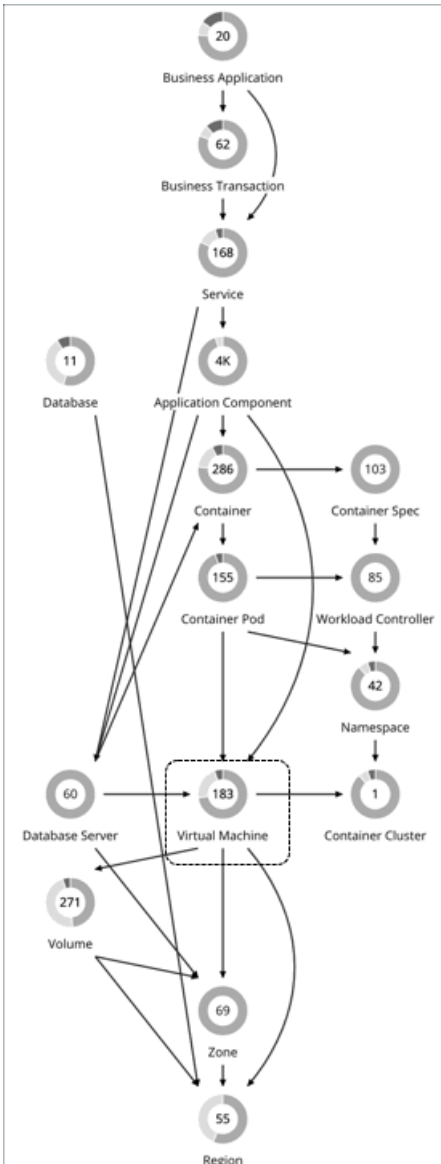 20
Business Application
62
Business Transaction
168
Service
11
Database
4K
Application Component
286
Container
103
Container Spec
155
Container Pod
85
Workload Controller
42
Namespace
60
Database Server
183
Virtual Machine
1
Container Cluster
271
Volume
69
Zone
55
Region